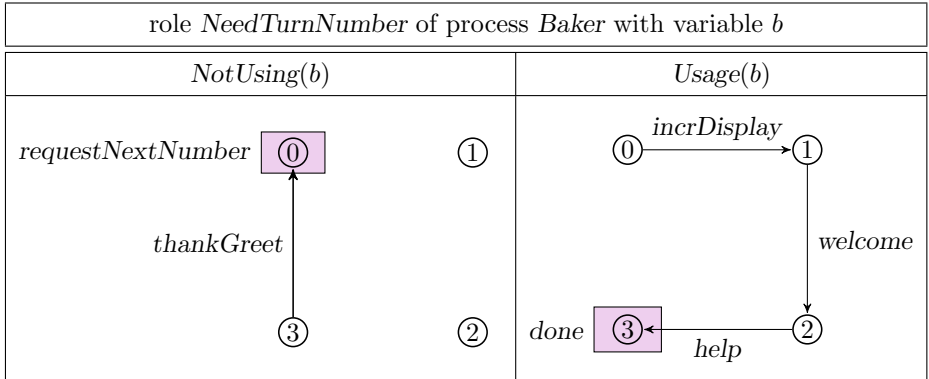 role NeedTurnNumber of process Baker with variable b
NotUsing(b)
Usage(b)
requestNextNumber 0 1
thankGreet
3 2
0 incrDisplay 1
welcome
done 3 help 2